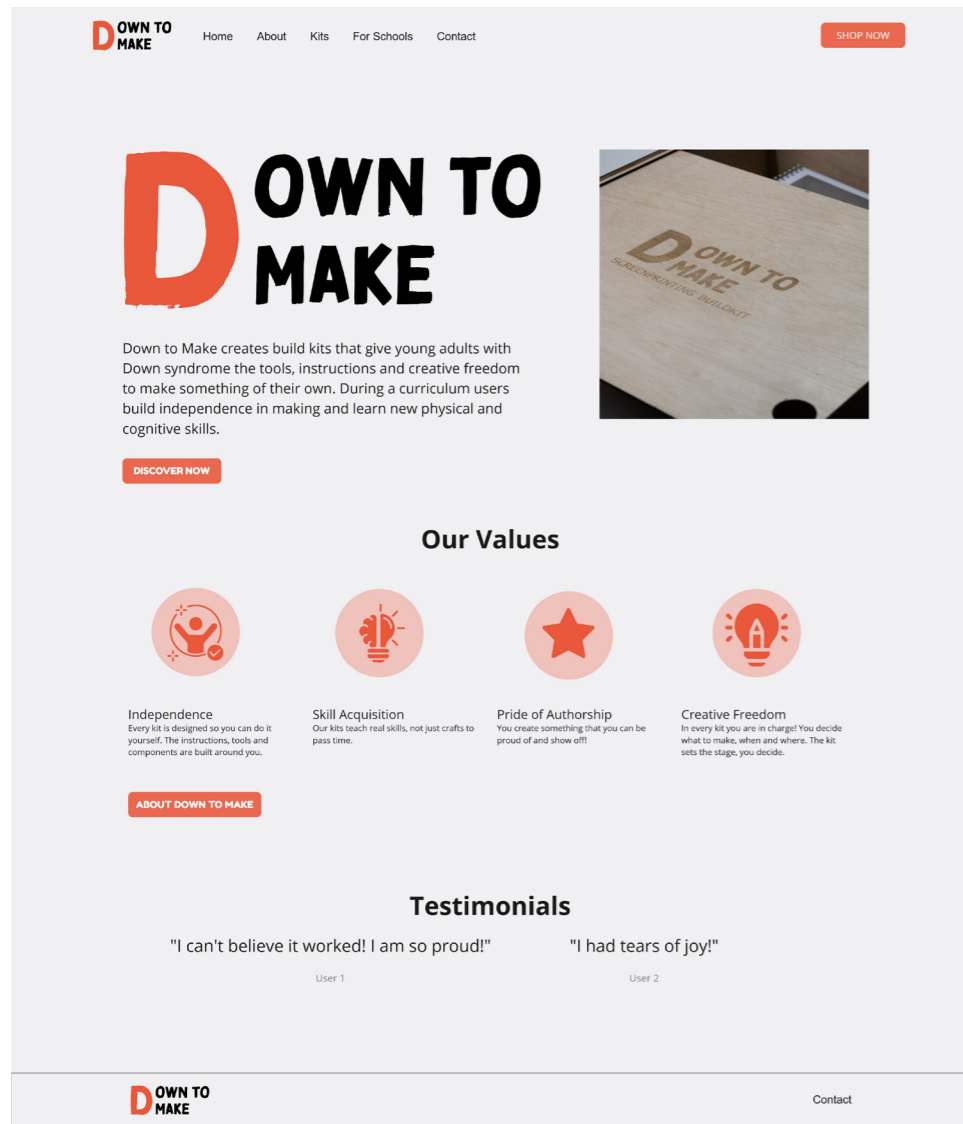 DOWN TO
MAKE
Home
About
Kits
For Schools
Contact
SHOP NOW
DOWN TO
MAKE
DOWN TO
MAKE
SCREENPRINTING BUILDKIT
Down to Make creates build kits that give young adults with
Down syndrome the tools, instructions and creative freedom
to make something of their own. During a curriculum users
build independence in making and learn new physical and
cognitive skills.
DISCOVER NOW
Our Values
Independence
Every kit is designed so you can do it
yourself. The instructions, tools and
components are built around you.
Skill Acquisition
Our kits teach real skills, not just crafts to
pass time.
Pride of Authorship
You create something that you can be
proud of and show off!
Creative Freedom
In every kit you are in charge! You decide
what to make, when and where. The kit
sets the stage, you decide.
ABOUT DOWN TO MAKE
Testimonials
"I can't believe it worked! I am so proud!"
User 1
"I had tears of joy!"
User 2
DOWN TO
MAKE
Contact